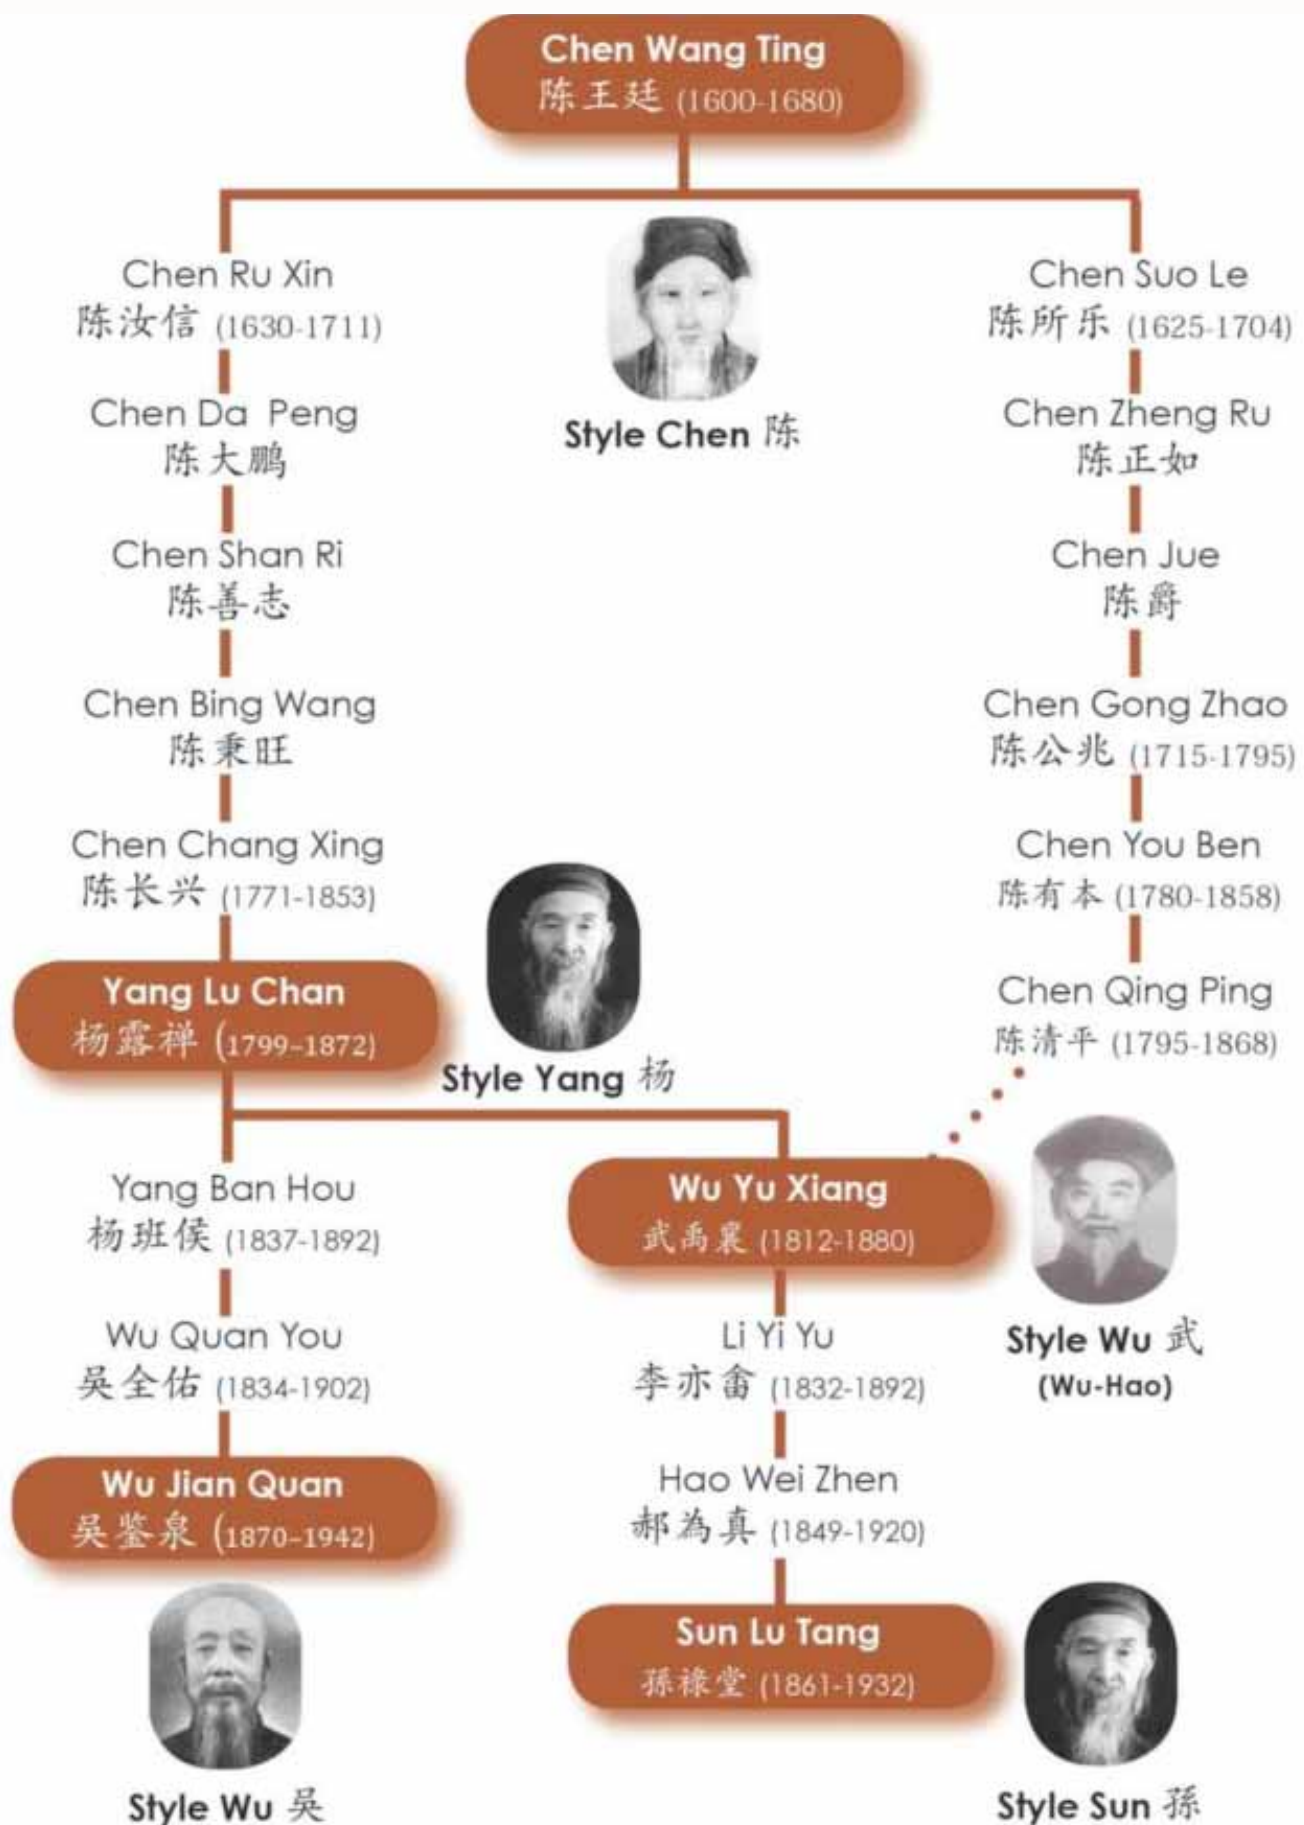 Chen Wang Ting
陈王廷 (1600-1680)
Chen Ru Xin
陈汝信 (1630-1711)
Chen Suo Le
陈所乐 (1625-1704)
Style Chen 陈
Chen Da Peng
陈大鹏
Chen Zheng Ru
陈正如
Chen Shan Ri
陈善志
Chen Jue
陈爵
Chen Bing Wang
陈秉旺
Chen Gong Zhao
陈公兆 (1715-1795)
Chen Chang Xing
陈长兴 (1771-1853)
Chen You Ben
陈有本 (1780-1858)
Yang Lu Chan
杨露禅 (1799-1872)
Style Yang 杨
Chen Qing Ping
陈清平 (1795-1868)
Yang Ban Hou
杨班侯 (1837-1892)
Wu Yu Xiang
武禹襄 (1812-1880)
Wu Quan You
吳全佑 (1834-1902)
Li Yi Yu
李亦畬 (1832-1892)
Style Wu 武
(Wu-Hao)
Wu Jian Quan
吳鉴泉 (1870-1942)
Hao Wei Zhen
郝為真 (1849-1920)
Sun Lu Tang
孫祿堂 (1861-1932)
Style Wu 吳
Style Sun 孫